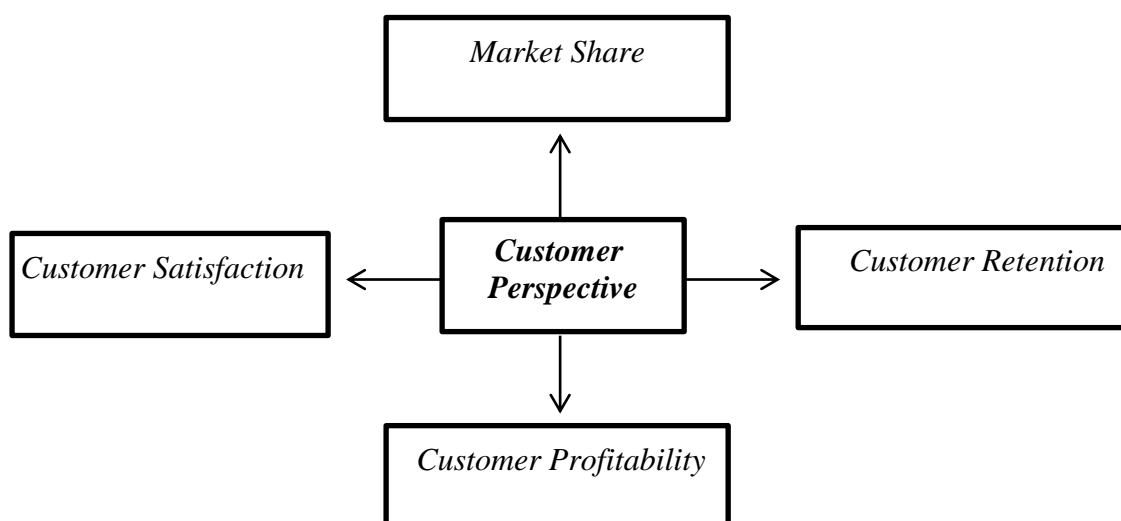 Market Share
Customer Satisfaction
Customer
Perspective
Customer Retention
Customer Profitability